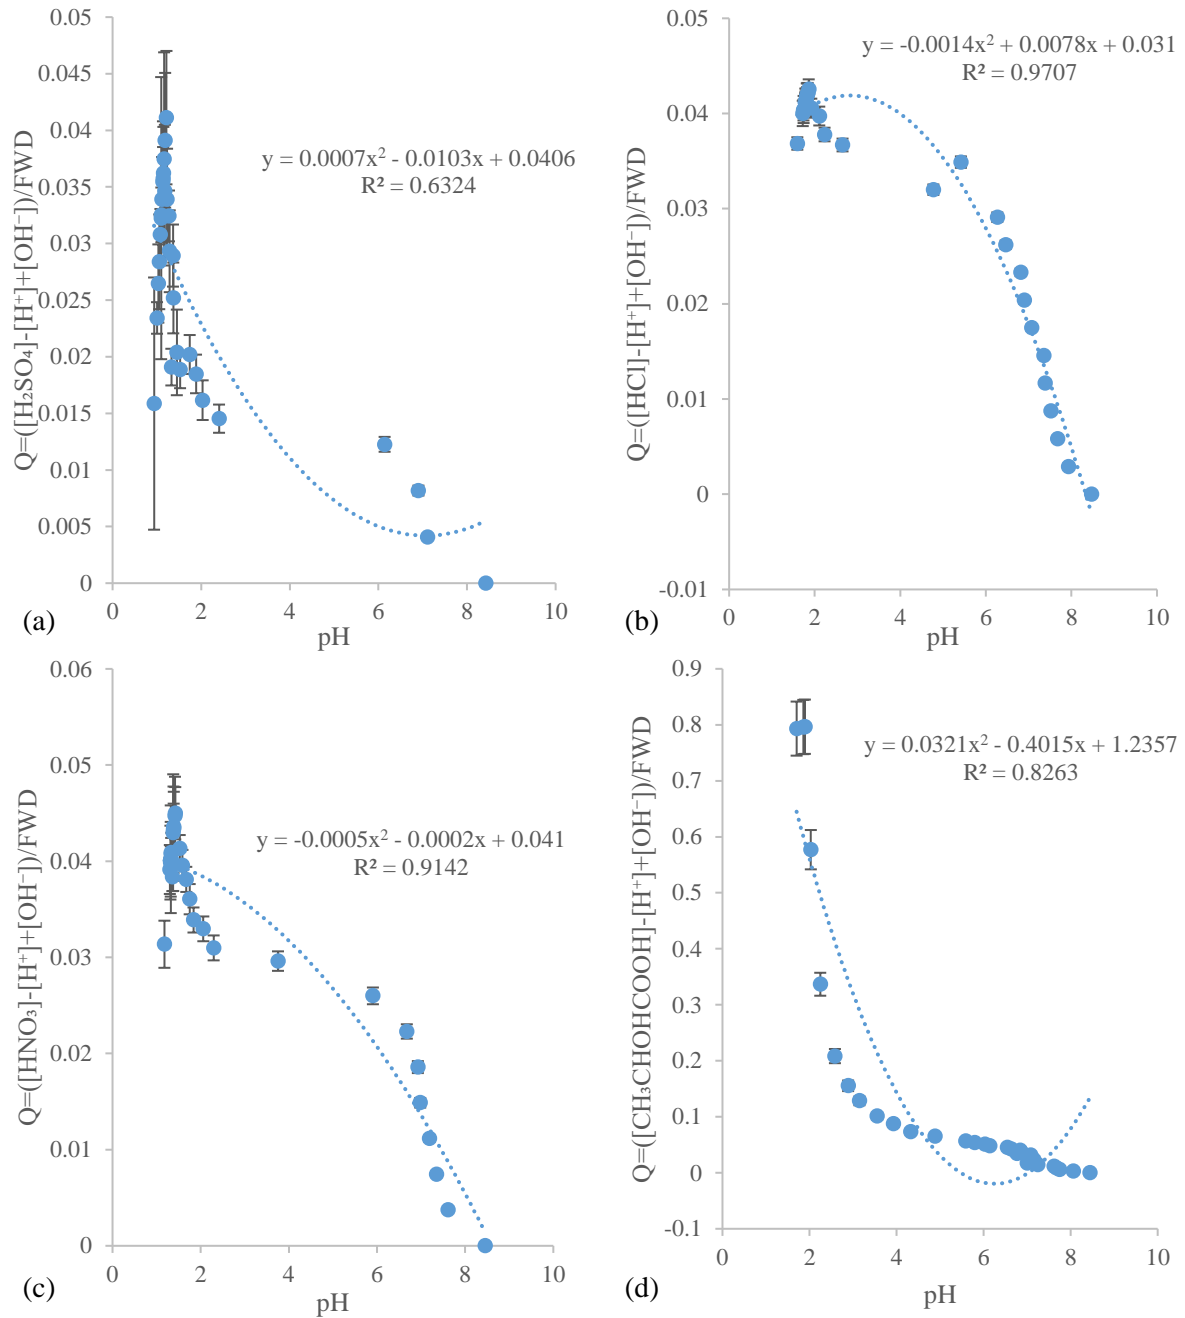 Q=([H₂SO₄]-[H⁺]+[OH⁻])/FWD
0.05
0.045
0.04
0.035
0.03
0.025
0.02
0.015
0.01
0.005
0
y = 0.0007x² - 0.0103x + 0.0406
R² = 0.6324
0 2 4 6 8 10
(a)
pH
Q=([HCl]-[H⁺]+[OH⁻])/FWD
0.05
0.04
0.03
0.02
0.01
0
-0.01
y = -0.0014x² + 0.0078x + 0.031
R² = 0.9707
0 2 4 6 8 10
(b)
pH
Q=([HNO₃]-[H⁺]+[OH⁻])/FWD
0.06
0.05
0.04
0.03
0.02
0.01
0
y = -0.0005x² - 0.0002x + 0.041
R² = 0.9142
0 2 4 6 8 10
(c)
pH
Q=([CH₃CHOHCOOH]-[H⁺]+[OH⁻])/FWD
0.9
0.8
0.7
0.6
0.5
0.4
0.3
0.2
0.1
0
-0.1
y = 0.0321x² - 0.4015x + 1.2357
R² = 0.8263
0 2 4 6 8 10
(d)
pH